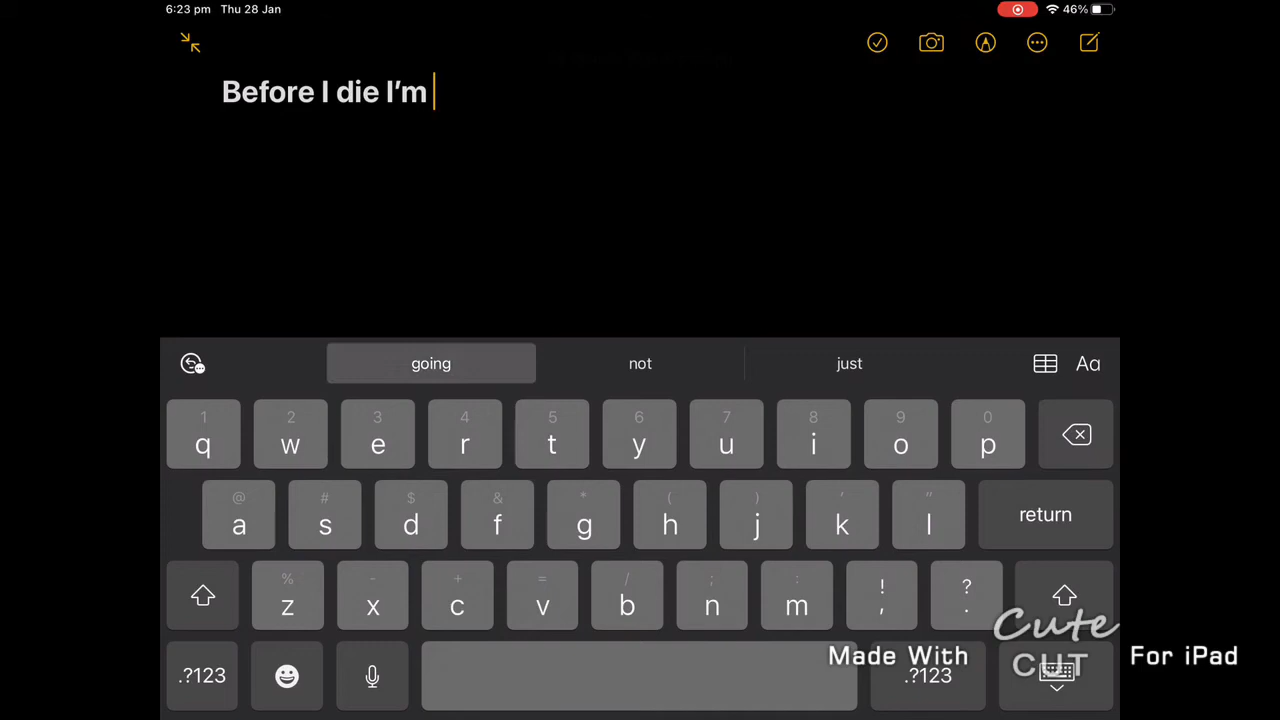 6:23 pm Thu 28 Jan 46%
Before I die I’m
going not just Aa
1 2 3 4 5 6 7 8 9 0
q w e r t y u i o p
@ # $ & * ( ) ' "
a s d f g h j k l return
% - + = / ; : ! ?
z x c v b n m , .
.?123 .?123
Made With Cute CUT For iPad